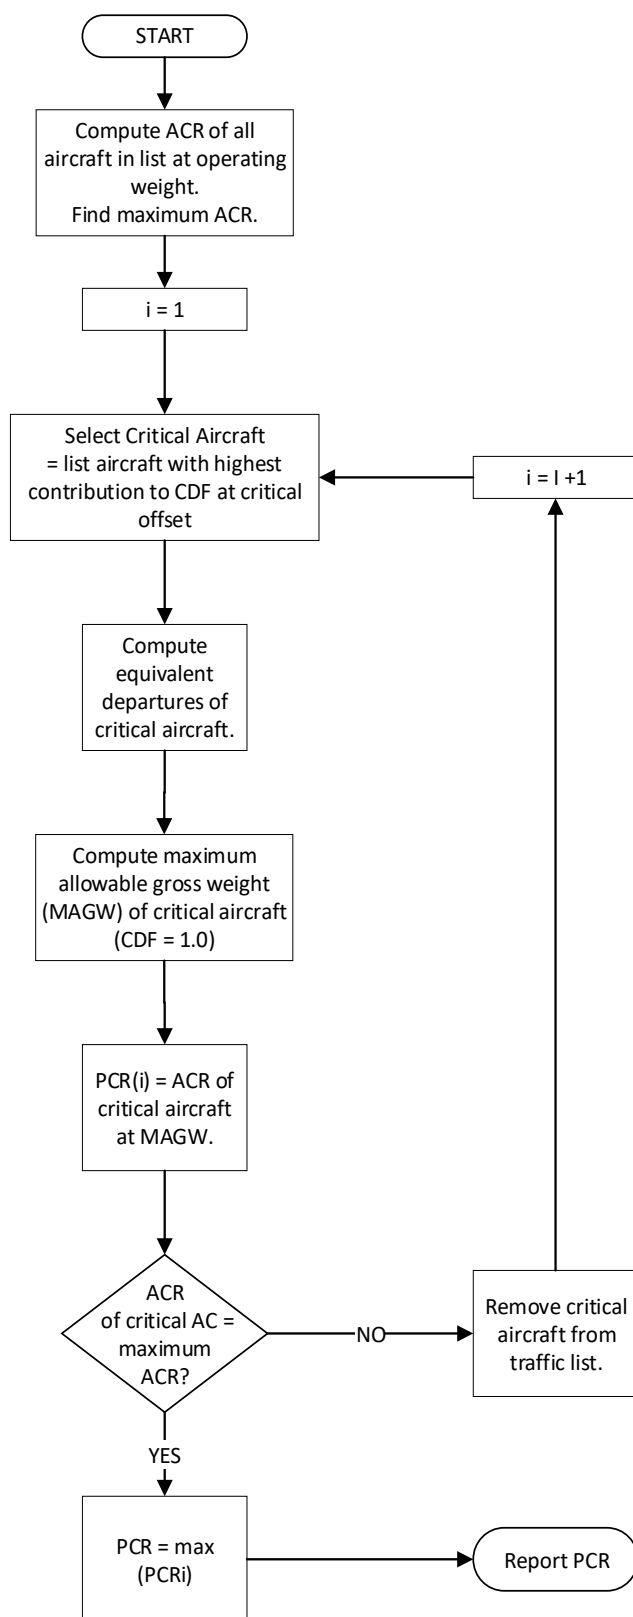 START
Compute ACR of all
aircraft in list at operating
weight.
Find maximum ACR.
i = 1
Select Critical Aircraft
= list aircraft with highest
contribution to CDF at critical
offset
i = I +1
Compute
equivalent
departures of
critical aircraft.
Compute maximum
allowable gross weight
(MAGW) of critical aircraft
(CDF = 1.0)
PCR(i) = ACR of
critical aircraft
at MAGW.
ACR
of critical AC =
maximum
ACR?
NO
Remove critical
aircraft from
traffic list.
YES
PCR = max
(PCRi)
Report PCR